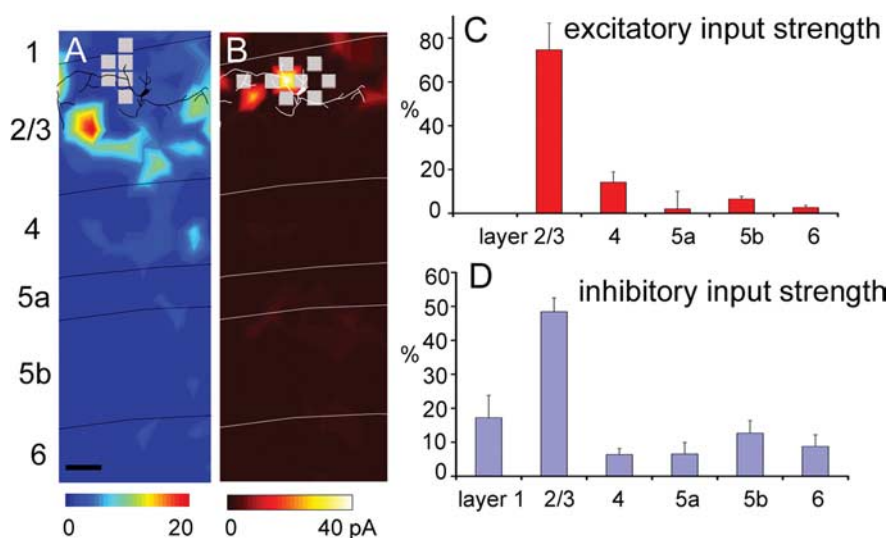 A
B
1
2/3
4
5a
5b
6
0 20
0 40 pA
C excitatory input strength
80
60
40
20
0
%
layer 2/3 4 5a 5b 6
D inhibitory input strength
60
50
40
30
20
10
0
%
layer 1 2/3 4 5a 5b 6